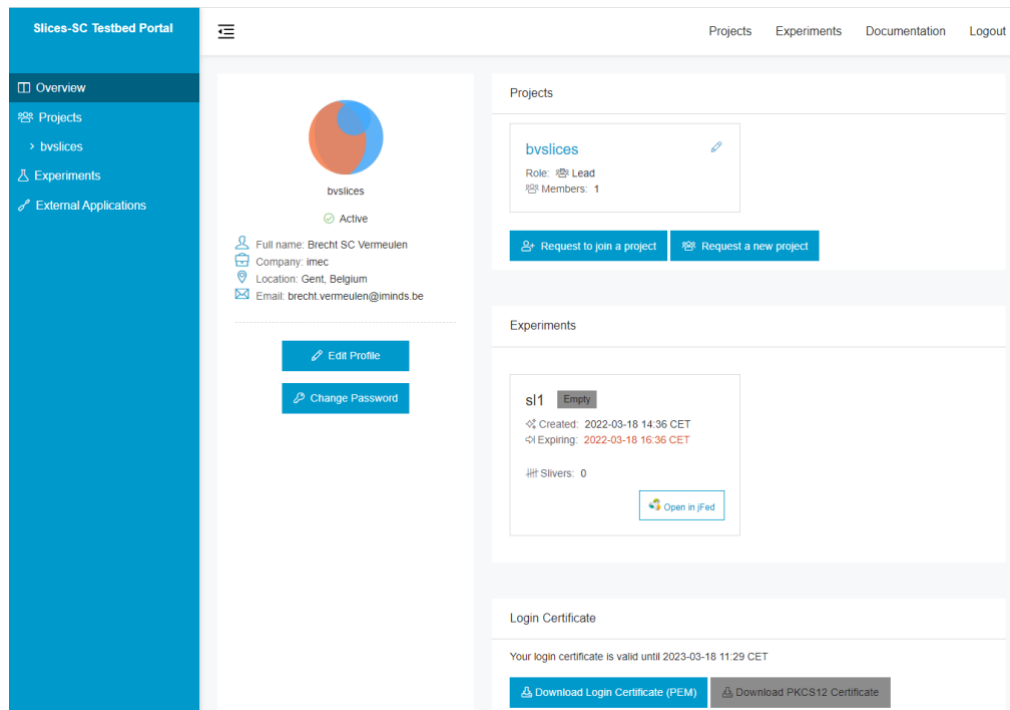 Slices-SC Testbed Portal
Projects Experiments Documentation Logout
Overview
Projects
> bvslices
Experiments
External Applications
bvslices
Active
Full name: Brecht SC Vermeulen
Company: imec
Location: Gent, Belgium
Email: brecht.vermeulen@iminds.be
Edit Profile
Change Password
Projects
bvslices
Role: Lead
Members: 1
Request to join a project
Request a new project
Experiments
sl1 Empty
Created: 2022-03-18 14:36 CET
Expiring: 2022-03-18 16:36 CET
Slivers: 0
Open in jFed
Login Certificate
Your login certificate is valid until 2023-03-18 11:29 CET
Download Login Certificate (PEM)
Download PKCS12 Certificate